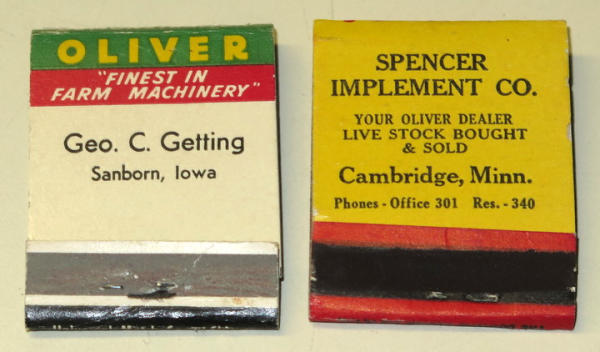 OLIVER
"FINEST IN
FARM MACHINERY"
Geo. C. Getting
Sanborn, Iowa
SPENCER
IMPLEMENT CO.
YOUR OLIVER DEALER
LIVE STOCK BOUGHT
& SOLD
Cambridge, Minn.
Phones - Office 301 Res. - 340